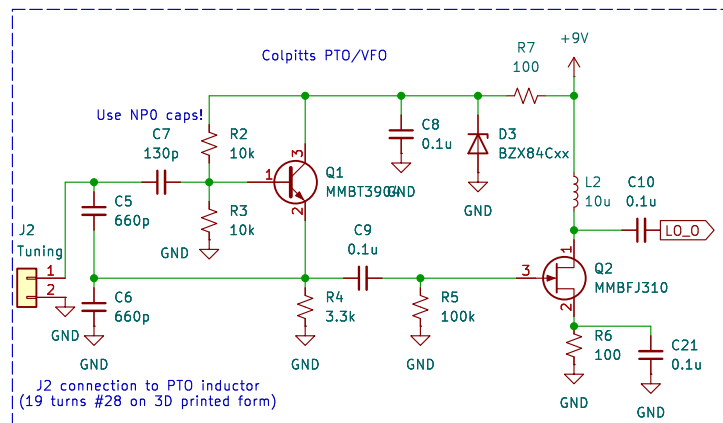 Colpitts PTO/VFO
R7
100
+9V
Use NP0 caps!
C7
130p
R2
10k
3
1
2
Q1
MMBT3904
C8
0.1u
GND
D3
BZX84Cxx
GND
L2
10u
C10
0.1u
LO_O
C5
660p
R3
10k
GND
J2
Tuning
1
2
GND
C9
0.1u
3
1
2
Q2
MMBFJ310
C6
660p
GND
R4
3.3k
GND
R5
100k
GND
R6
100
GND
C21
0.1u
GND
J2 connection to PTO inductor
(19 turns #28 on 3D printed form)